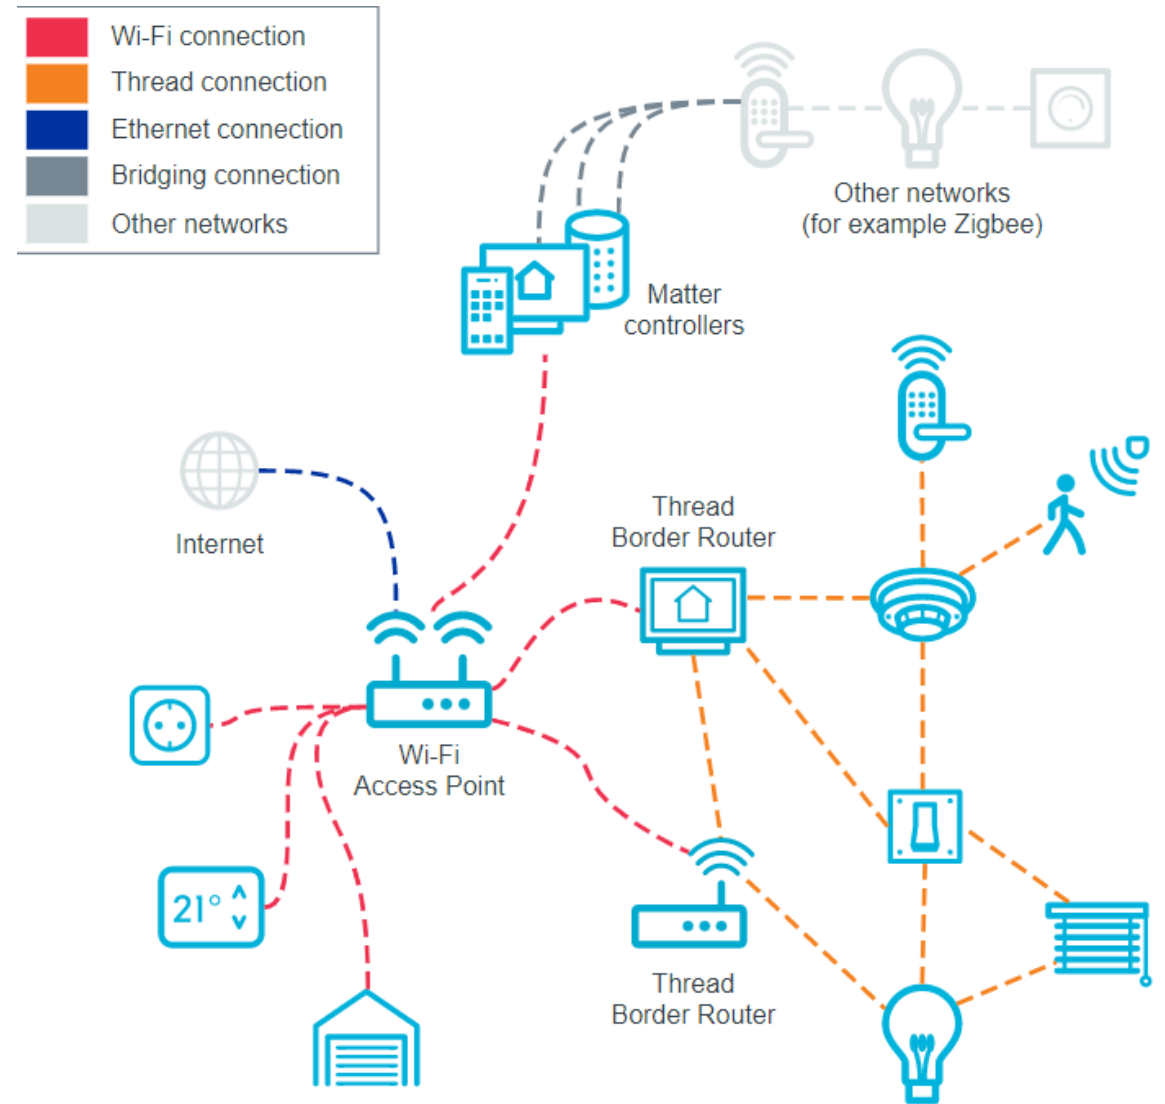 Wi-Fi connection
Thread connection
Ethernet connection
Bridging connection
Other networks
Other networks
(for example Zigbee)
Matter
controllers
Internet
Thread
Border Router
Wi-Fi
Access Point
21°
Thread
Border Router